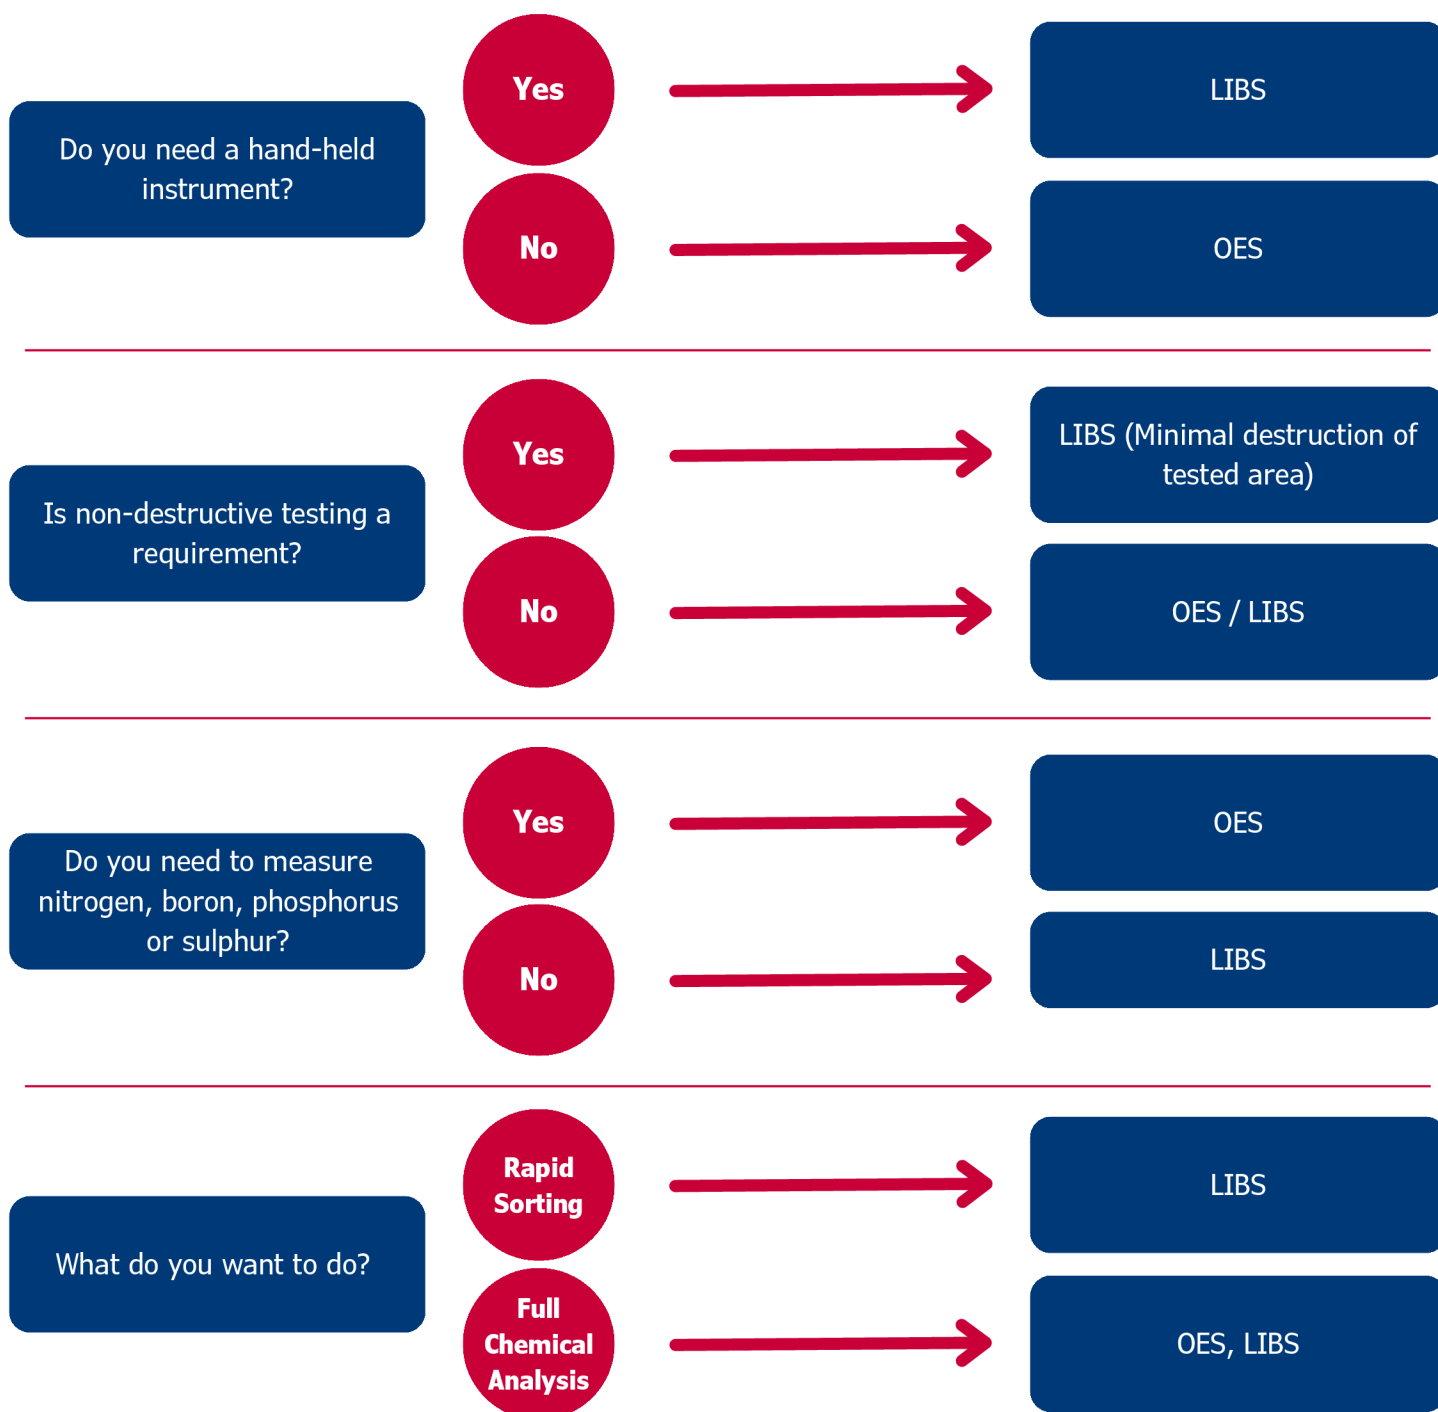 Do you need a hand-held
instrument?
Yes
LIBS
No
OES
Is non-destructive testing a
requirement?
Yes
LIBS (Minimal destruction of
tested area)
No
OES / LIBS
Do you need to measure
nitrogen, boron, phosphorus
or sulphur?
Yes
OES
No
LIBS
What do you want to do?
Rapid
Sorting
LIBS
Full
Chemical
Analysis
OES, LIBS